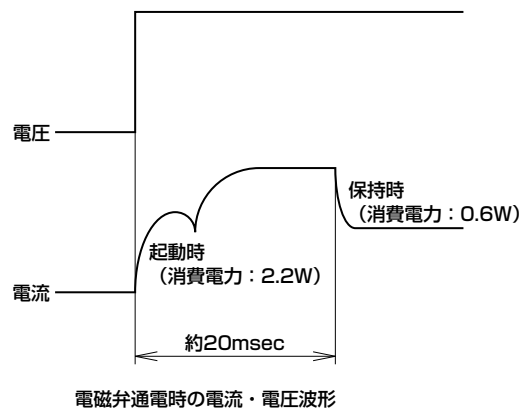 電圧
保持時
（消費電力：0.6W）
起動時
（消費電力：2.2W）
電流
約20msec
電磁弁通電時の電流・電圧波形